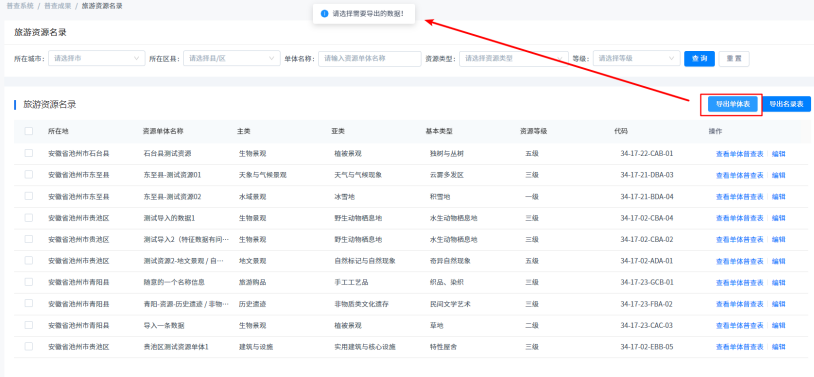 普查系统 / 普查成果 / 旅游资源名录
请选择需要导出的数据！
旅游资源名录
所在城市： 请选择市 所在区县： 请选择县/区 单体名称： 请输入资源单体名称 资源类型： 请选择资源类型 等级： 请选择等级 查 询 重 置
旅游资源名录 导出单体表 导出名录表
所在地 资源单体名称 主类 亚类 基本类型 资源等级 代码 操作
安徽省池州市石台县 石台县测试资源 生物景观 植被景观 独树与丛树 五级 34-17-22-CAB-01 查看单体普查表 编辑
安徽省池州市东至县 东至县-测试资源01 天象与气候景观 天气与气候现象 云雾多发区 三级 34-17-21-DBA-03 查看单体普查表 编辑
安徽省池州市东至县 东至县-测试资源02 水域景观 冰雪地 积雪地 一级 34-17-21-BDA-04 查看单体普查表 编辑
安徽省池州市贵池区 测试导入的数据1 生物景观 野生动物栖息地 水生动物栖息地 三级 34-17-02-CBA-04 查看单体普查表 编辑
安徽省池州市贵池区 测试导入2（特征数据有问… 生物景观 野生动物栖息地 水生动物栖息地 三级 34-17-02-CBA-02 查看单体普查表 编辑
安徽省池州市贵池区 测试资源2-地文景观 / 自… 地文景观 自然标记与自然现象 奇异自然现象 五级 34-17-02-ADA-01 查看单体普查表 编辑
安徽省池州市青阳县 随意的一个名称信息 旅游购品 手工工艺品 织品、染织 三级 34-17-23-GCB-01 查看单体普查表 编辑
安徽省池州市青阳县 青阳-资源-历史遗迹 / 非物… 历史遗迹 非物质类文化遗存 民间文学艺术 三级 34-17-23-FBA-02 查看单体普查表 编辑
安徽省池州市青阳县 导入一条数据 生物景观 植被景观 草地 二级 34-17-23-CAC-03 查看单体普查表 编辑
安徽省池州市贵池区 贵池区测试资源单体1 建筑与设施 实用建筑与核心设施 特性屋舍 三级 34-17-02-EBB-05 查看单体普查表 编辑